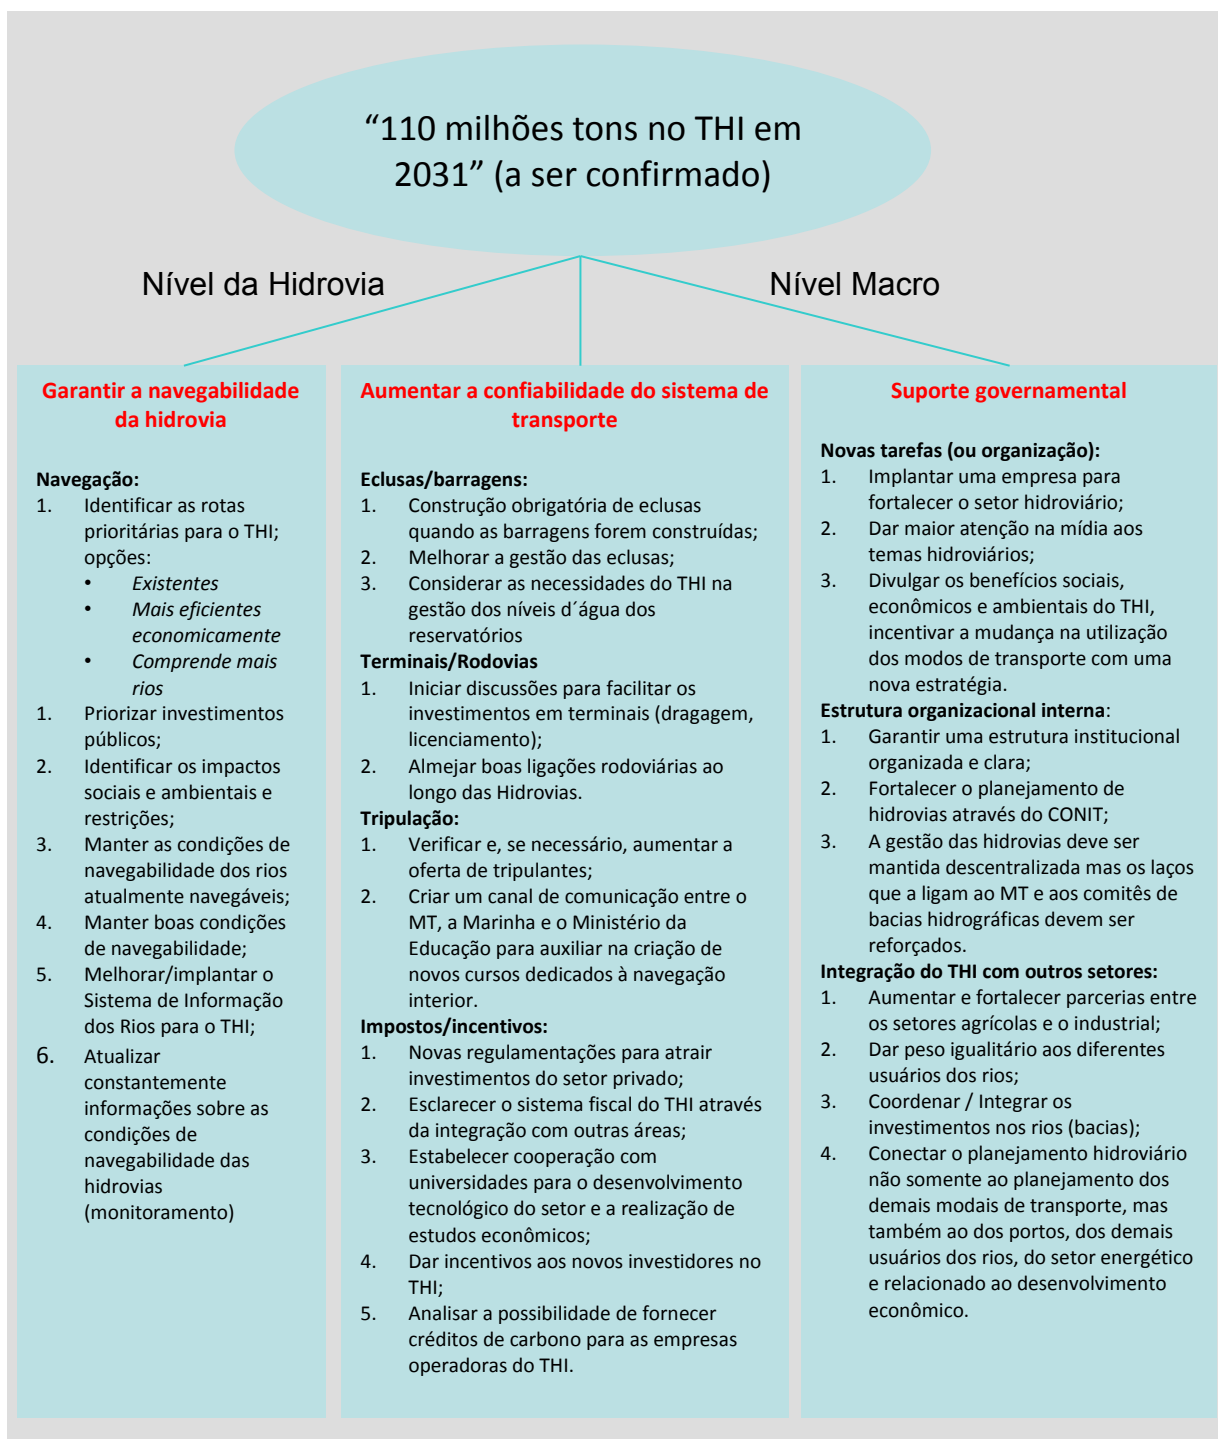 “110 milhões tons no THI em
2031” (a ser confirmado)
Nível da Hidrovia
Nível Macro
Garantir a navegabilidade
da hidrovia
Navegação:
1. Identificar as rotas
prioritárias para o THI;
opções:
• Existentes
• Mais eficientes
economicamente
• Comprende mais
rios
1. Priorizar investimentos
públicos;
2. Identificar os impactos
sociais e ambientais e
restrições;
3. Manter as condições de
navegabilidade dos rios
atualmente navegáveis;
4. Manter boas condições
de navegabilidade;
5. Melhorar/implantar o
Sistema de Informação
dos Rios para o THI;
6. Atualizar
constantemente
informações sobre as
condições de
navegabilidade das
hidrovias
(monitoramento)
Aumentar a confiabilidade do sistema de
transporte
Eclusas/barragens:
1. Construção obrigatória de eclusas
quando as barragens forem construídas;
2. Melhorar a gestão das eclusas;
3. Considerar as necessidades do THI na
gestão dos níveis d´água dos
reservatórios
Terminais/Rodovias
1. Iniciar discussões para facilitar os
investimentos em terminais (dragagem,
licenciamento);
2. Almejar boas ligações rodoviárias ao
longo das Hidrovias.
Tripulação:
1. Verificar e, se necessário, aumentar a
oferta de tripulantes;
2. Criar um canal de comunicação entre o
MT, a Marinha e o Ministério da
Educação para auxiliar na criação de
novos cursos dedicados à navegação
interior.
Impostos/incentivos:
1. Novas regulamentações para atrair
investimentos do setor privado;
2. Esclarecer o sistema fiscal do THI através
da integração com outras áreas;
3. Estabelecer cooperação com
universidades para o desenvolvimento
tecnológico do setor e a realização de
estudos econômicos;
4. Dar incentivos aos novos investidores no
THI;
5. Analisar a possibilidade de fornecer
créditos de carbono para as empresas
operadoras do THI.
Suporte governamental
Novas tarefas (ou organização):
1. Implantar uma empresa para
fortalecer o setor hidroviário;
2. Dar maior atenção na mídia aos
temas hidroviários;
3. Divulgar os benefícios sociais,
econômicos e ambientais do THI,
incentivar a mudança na utilização
dos modos de transporte com uma
nova estratégia.
Estrutura organizacional interna:
1. Garantir uma estrutura institucional
organizada e clara;
2. Fortalecer o planejamento de
hidrovias através do CONIT;
3. A gestão das hidrovias deve ser
mantida descentralizada mas os laços
que a ligam ao MT e aos comitês de
bacias hidrográficas devem ser
reforçados.
Integração do THI com outros setores:
1. Aumentar e fortalecer parcerias entre
os setores agrícolas e o industrial;
2. Dar peso igualitário aos diferentes
usuários dos rios;
3. Coordenar / Integrar os
investimentos nos rios (bacias);
4. Conectar o planejamento hidroviário
não somente ao planejamento dos
demais modais de transporte, mas
também ao dos portos, dos demais
usuários dos rios, do setor energético
e relacionado ao desenvolvimento
econômico.